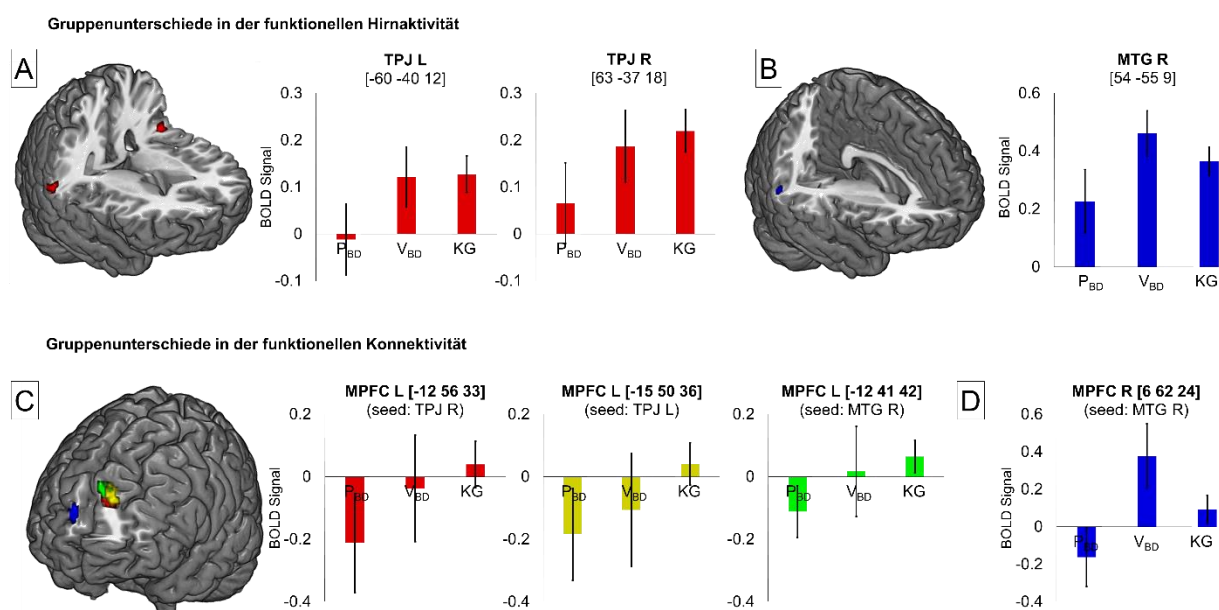 Gruppenunterschiede in der funktionellen Hirnaktivität
A
TPJ L
[-60 -40 12]
BOLD Signal
0.3
0.2
0.1
0
-0.1
P_BD
V_BD
KG
TPJ R
[63 -37 18]
0.3
0.2
0.1
0
-0.1
P_BD
V_BD
KG
B
MTG R
[54 -55 9]
BOLD Signal
0.6
0.4
0.2
0
P_BD
V_BD
KG
Gruppenunterschiede in der funktionellen Konnektivität
C
MPFC L [-12 56 33]
(seed: TPJ R)
BOLD Signal
0.2
0
-0.2
-0.4
P_BD
V_BD
KG
MPFC L [-15 50 36]
(seed: TPJ L)
0.2
0
-0.2
-0.4
P_BD
V_BD
KG
MPFC L [-12 41 42]
(seed: MTG R)
0.2
0
-0.2
-0.4
P_BD
V_BD
KG
D
MPFC R [6 62 24]
(seed: MTG R)
BOLD Signal
0.6
0.4
0.2
0
-0.2
-0.4
P_BD
V_BD
KG